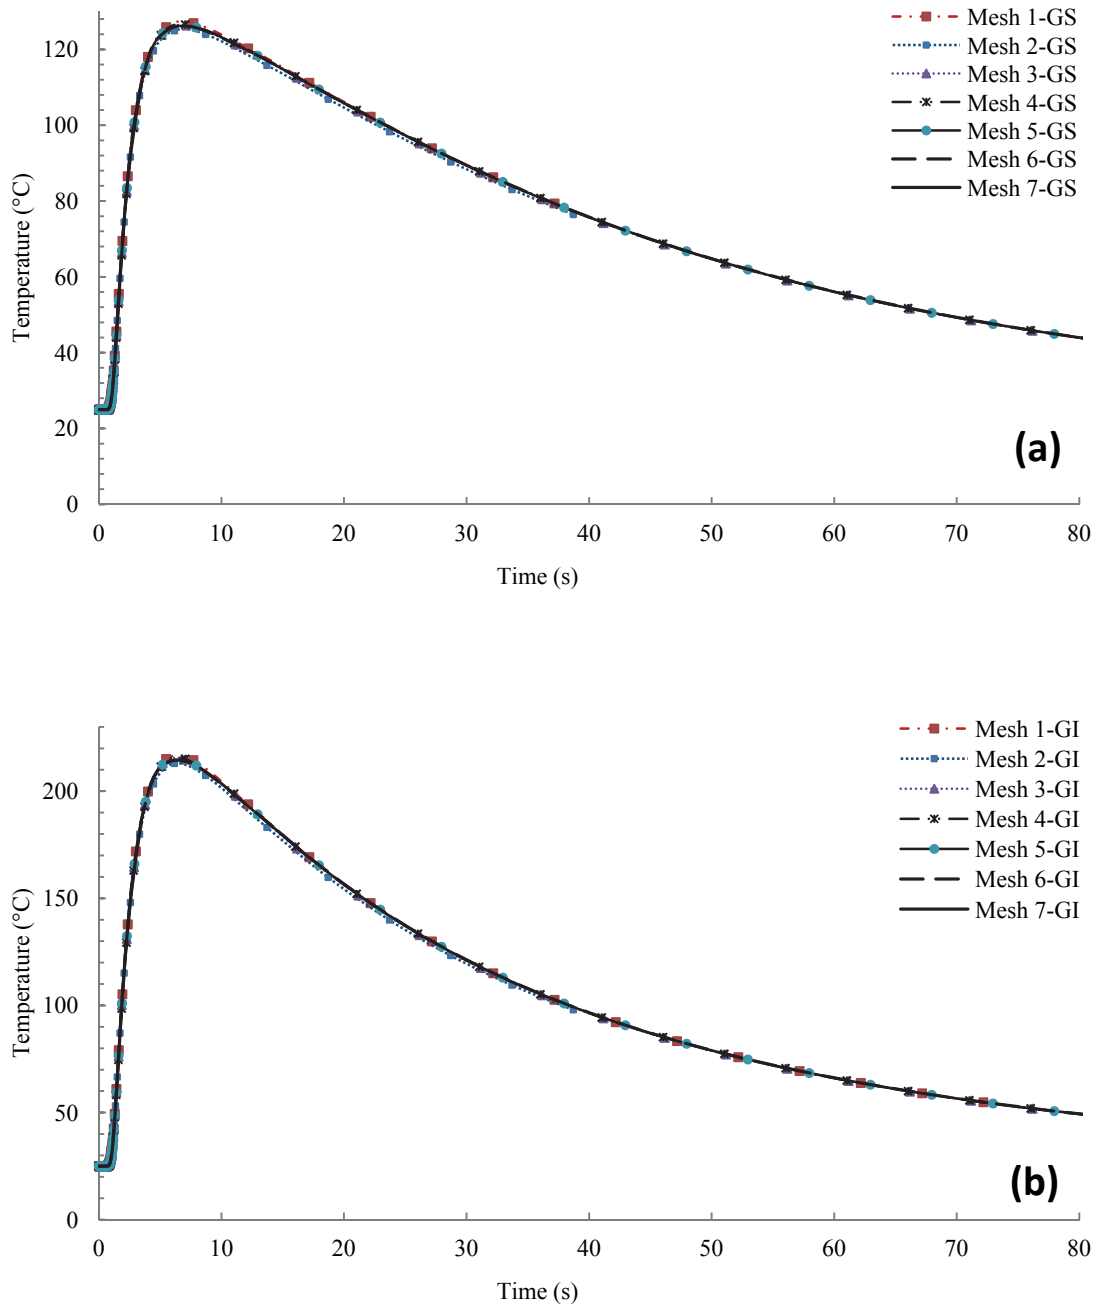 Mesh 1-GS
Mesh 2-GS
Mesh 3-GS
Mesh 4-GS
Mesh 5-GS
Mesh 6-GS
Mesh 7-GS
Temperature (°C)
120
100
80
60
40
20
0
(a)
0 10 20 30 40 50 60 70 80
Time (s)
Mesh 1-GI
Mesh 2-GI
Mesh 3-GI
Mesh 4-GI
Mesh 5-GI
Mesh 6-GI
Mesh 7-GI
Temperature (°C)
200
150
100
50
0
(b)
0 10 20 30 40 50 60 70 80
Time (s)